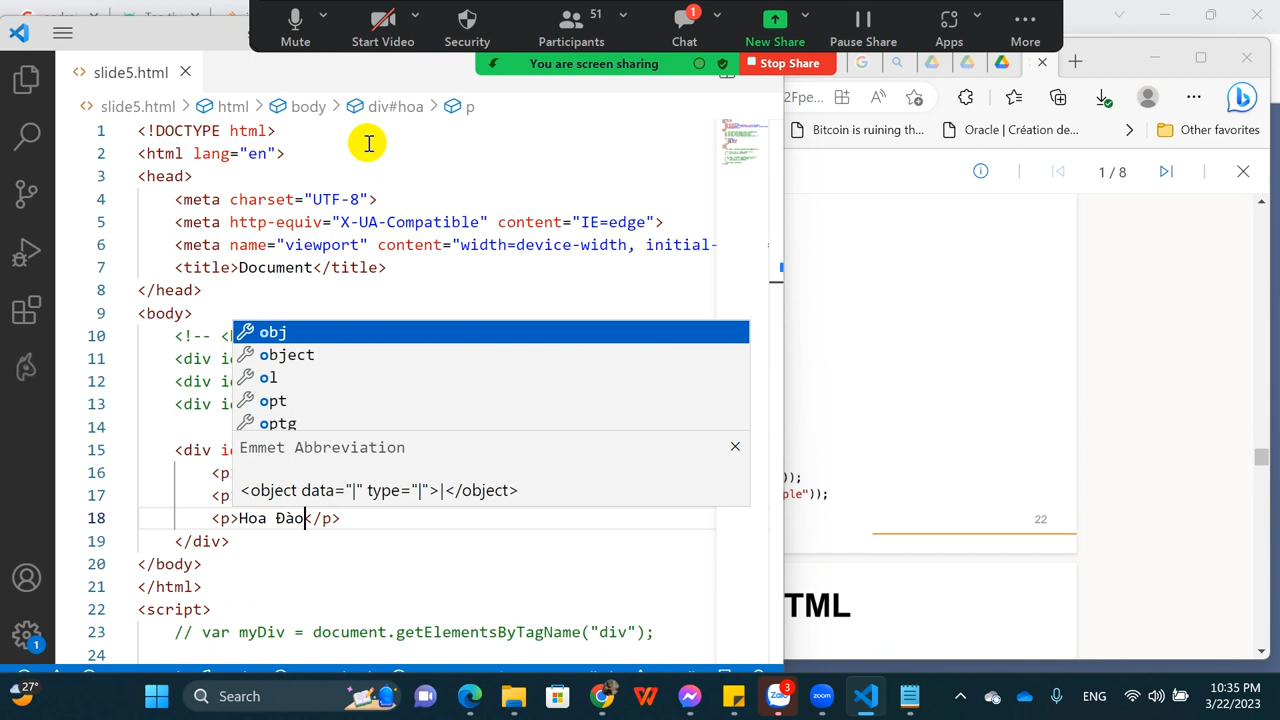 51
1
Mute
Start Video
Security
Participants
Chat
New Share
Pause Share
Apps
More
You are screen sharing
Stop Share
slide5.html
slide5.html > html > body > div#hoa > p
1 <!DOCTYPE html>
2 <html lang="en">
3 <head>
4 <meta charset="UTF-8">
5 <meta http-equiv="X-UA-Compatible" content="IE=edge">
6 <meta name="viewport" content="width=device-width, initial-
7 <title>Document</title>
8 </head>
9 <body>
10 <!--
11 <div
12 <div
13 <div
14
15 <div
16 <p
17 <p
18 <p>Hoa Đào</p>
19 </div>
20 </body>
21 </html>
22 <script>
23 // var myDiv = document.getElementsByTagName("div");
24
obj
object
ol
opt
optg
Emmet Abbreviation
<object data="|" type="|">|</object>
2Fpe...
Bitcoin is ruining th...
Oracle | Création de...
Other favorites
1 / 8
));
ple"));
22
TML
1
27°
Search
3
Zalo
zoom
ENG
10:35 PM
3/22/2023